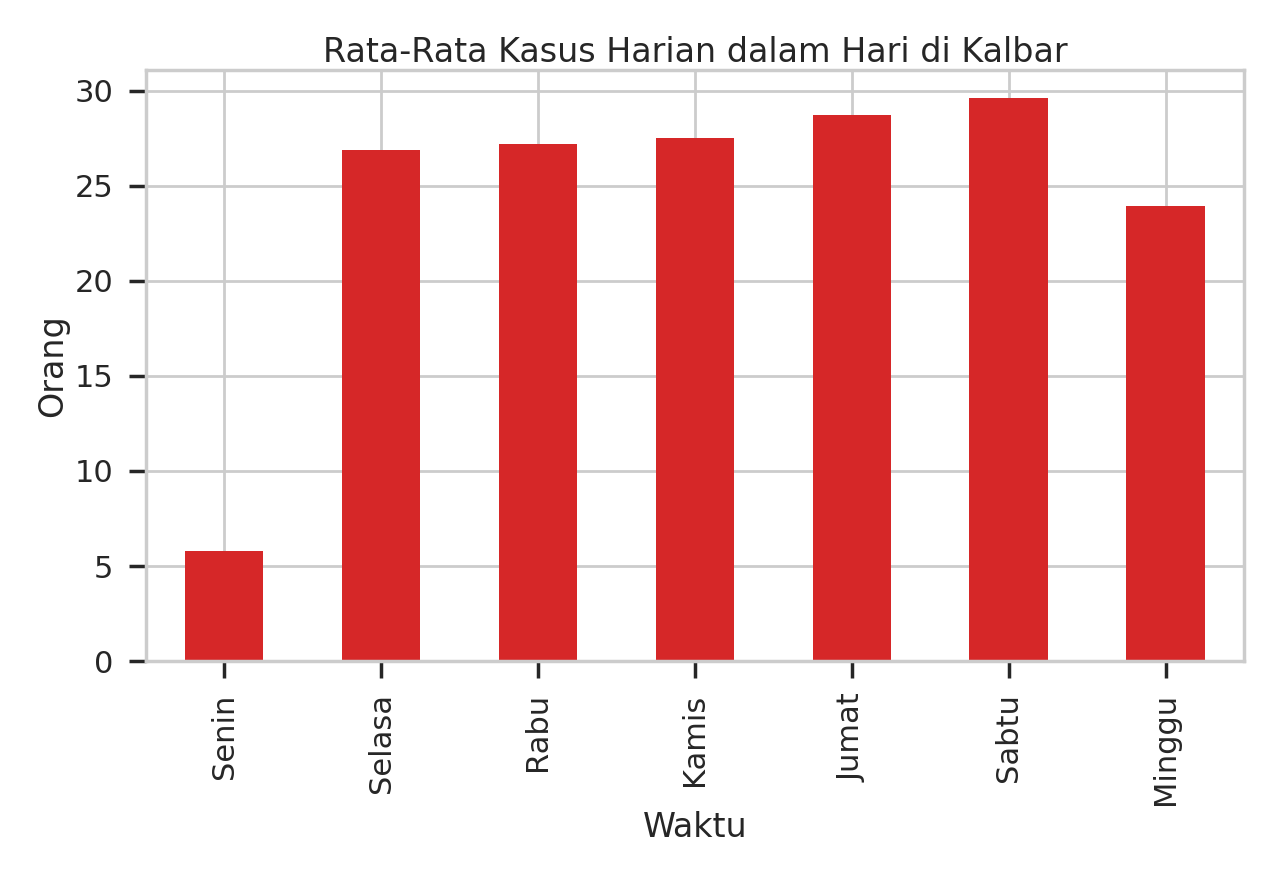 Rata-Rata Kasus Harian dalam Hari di Kalbar
30
25
20
15
10
5
0
Orang
Senin
Selasa
Rabu
Kamis
Jumat
Sabtu
Minggu
Waktu